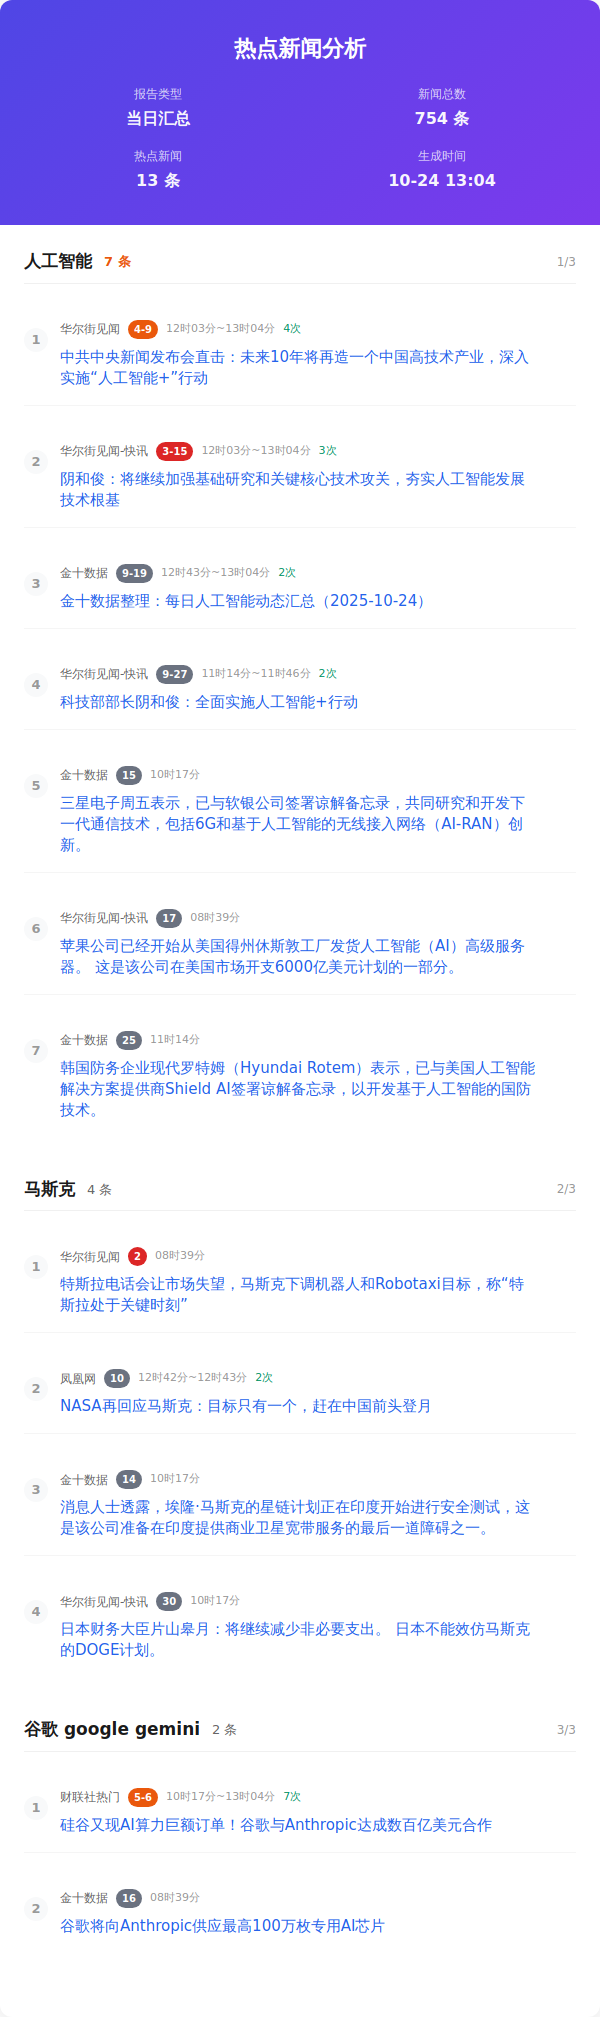 热点新闻分析
报告类型
新闻总数
当日汇总
754 条
热点新闻
生成时间
13 条
10-24 13:04
人工智能 7 条 1/3
1 华尔街见闻 4-9 12时03分~13时04分 4次
中共中央新闻发布会直击：未来10年将再造一个中国高技术产业，深入
实施“人工智能+”行动
2 华尔街见闻-快讯 3-15 12时03分~13时04分 3次
阴和俊：将继续加强基础研究和关键核心技术攻关，夯实人工智能发展
技术根基
3 金十数据 9-19 12时43分~13时04分 2次
金十数据整理：每日人工智能动态汇总（2025-10-24）
4 华尔街见闻-快讯 9-27 11时14分~11时46分 2次
科技部部长阴和俊：全面实施人工智能+行动
5 金十数据 15 10时17分
三星电子周五表示，已与软银公司签署谅解备忘录，共同研究和开发下
一代通信技术，包括6G和基于人工智能的无线接入网络（AI-RAN）创
新。
6 华尔街见闻-快讯 17 08时39分
苹果公司已经开始从美国得州休斯敦工厂发货人工智能（AI）高级服务
器。 这是该公司在美国市场开支6000亿美元计划的一部分。
7 金十数据 25 11时14分
韩国防务企业现代罗特姆（Hyundai Rotem）表示，已与美国人工智能
解决方案提供商Shield AI签署谅解备忘录，以开发基于人工智能的国防
技术。
马斯克 4 条 2/3
1 华尔街见闻 2 08时39分
特斯拉电话会让市场失望，马斯克下调机器人和Robotaxi目标，称“特
斯拉处于关键时刻”
2 凤凰网 10 12时42分~12时43分 2次
NASA再回应马斯克：目标只有一个，赶在中国前头登月
3 金十数据 14 10时17分
消息人士透露，埃隆·马斯克的星链计划正在印度开始进行安全测试，这
是该公司准备在印度提供商业卫星宽带服务的最后一道障碍之一。
4 华尔街见闻-快讯 30 10时17分
日本财务大臣片山皋月：将继续减少非必要支出。 日本不能效仿马斯克
的DOGE计划。
谷歌 google gemini 2 条 3/3
1 财联社热门 5-6 10时17分~13时04分 7次
硅谷又现AI算力巨额订单！谷歌与Anthropic达成数百亿美元合作
2 金十数据 16 08时39分
谷歌将向Anthropic供应最高100万枚专用AI芯片